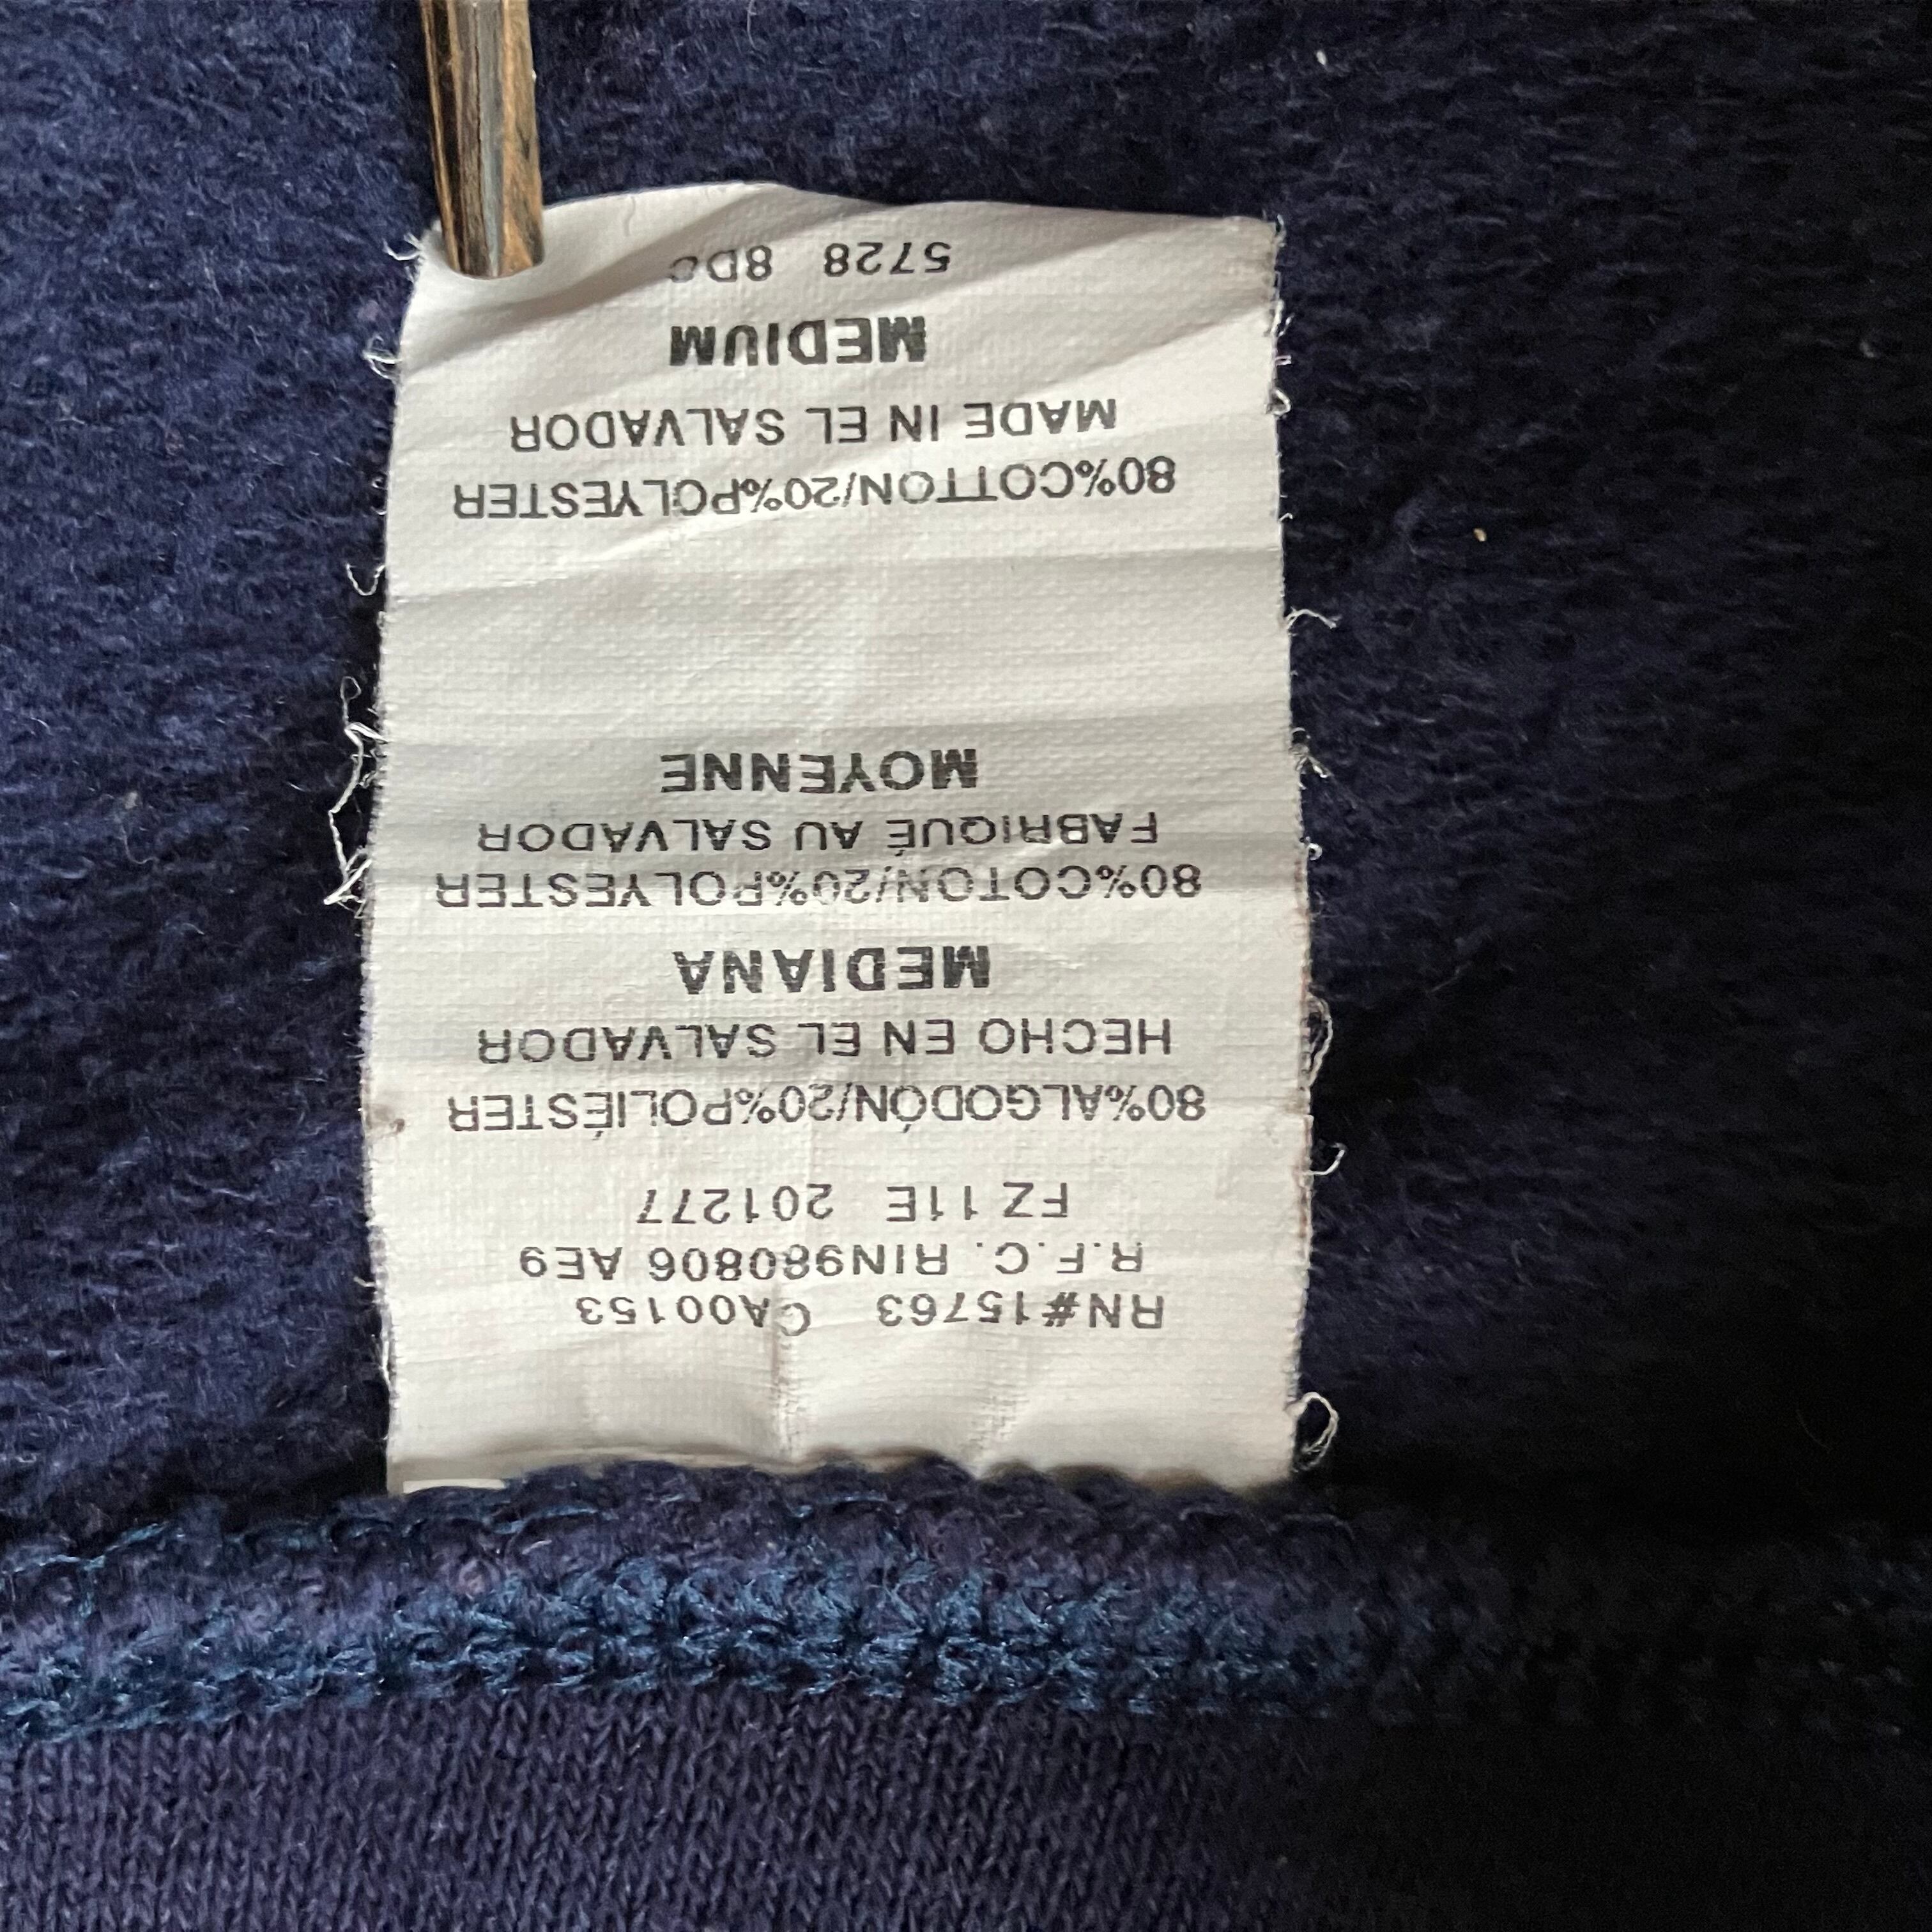 RN#15763 CA00153
R.F.C. RIN980806 AE9
FZ 11E 201277
80%ALGODÓN/20%POLIÉSTER
HECHO EN EL SALVADOR
MEDIANA
80%COTON/20%POLYESTER
FABRIQUÉ AU SALVADOR
MOYENNE
80%COTTON/20%POLYESTER
MADE IN EL SALVADOR
MEDIUM
5728